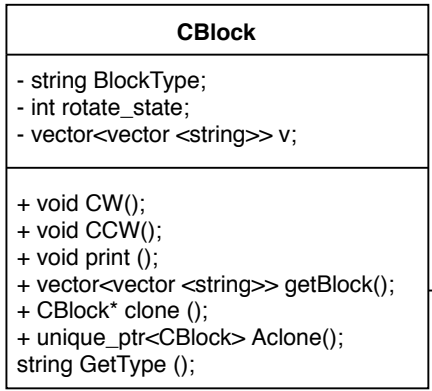 CBlock
- string BlockType;
- int rotate_state;
- vector<vector <string>> v;
+ void CW();
+ void CCW();
+ void print ();
+ vector<vector <string>> getBlock();
+ CBlock* clone ();
+ unique_ptr<CBlock> Aclone();
string GetType ();